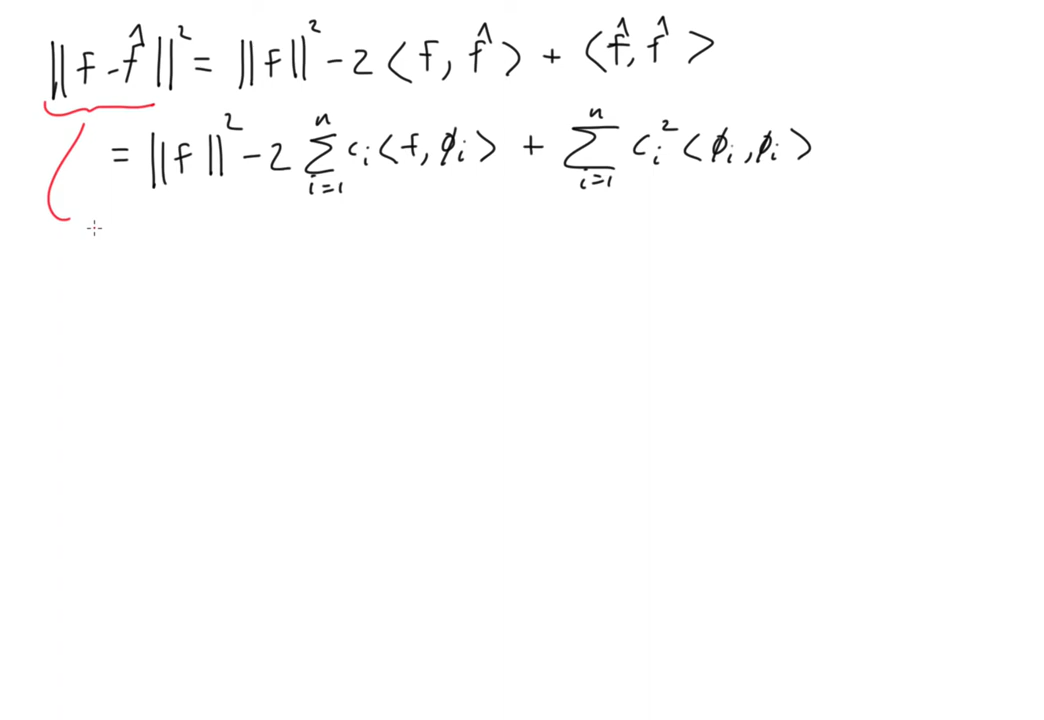 ‖f - f̂‖² = ‖f‖² - 2⟨f, f̂⟩ + ⟨f̂, f̂⟩
= ‖f‖² - 2 ∑_{i=1}^{n} c_i ⟨f, ϕ_i⟩ + ∑_{i=1}^{n} c_i² ⟨ϕ_i, ϕ_i⟩